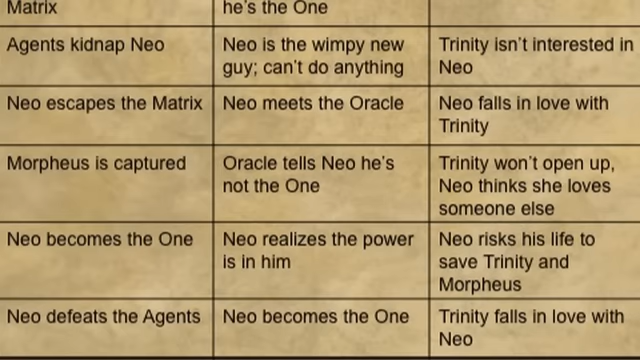 Matrix
he's the One
Agents kidnap Neo
Neo is the wimpy new
guy; can't do anything
Trinity isn't interested in
Neo
Neo escapes the Matrix
Neo meets the Oracle
Neo falls in love with
Trinity
Morpheus is captured
Oracle tells Neo he's
not the One
Trinity won't open up,
Neo thinks she loves
someone else
Neo becomes the One
Neo realizes the power
is in him
Neo risks his life to
save Trinity and
Morpheus
Neo defeats the Agents
Neo becomes the One
Trinity falls in love with
Neo